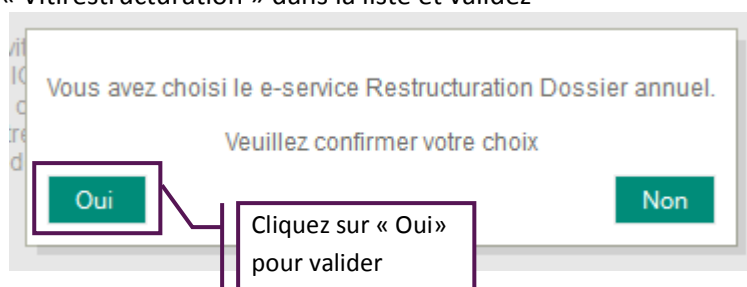 « Vitirestructuration » dans la liste et validez
Vous avez choisi le e-service Restructuration Dossier annuel.
Veuillez confirmer votre choix
Oui
Non
Cliquez sur « Oui»
pour valider